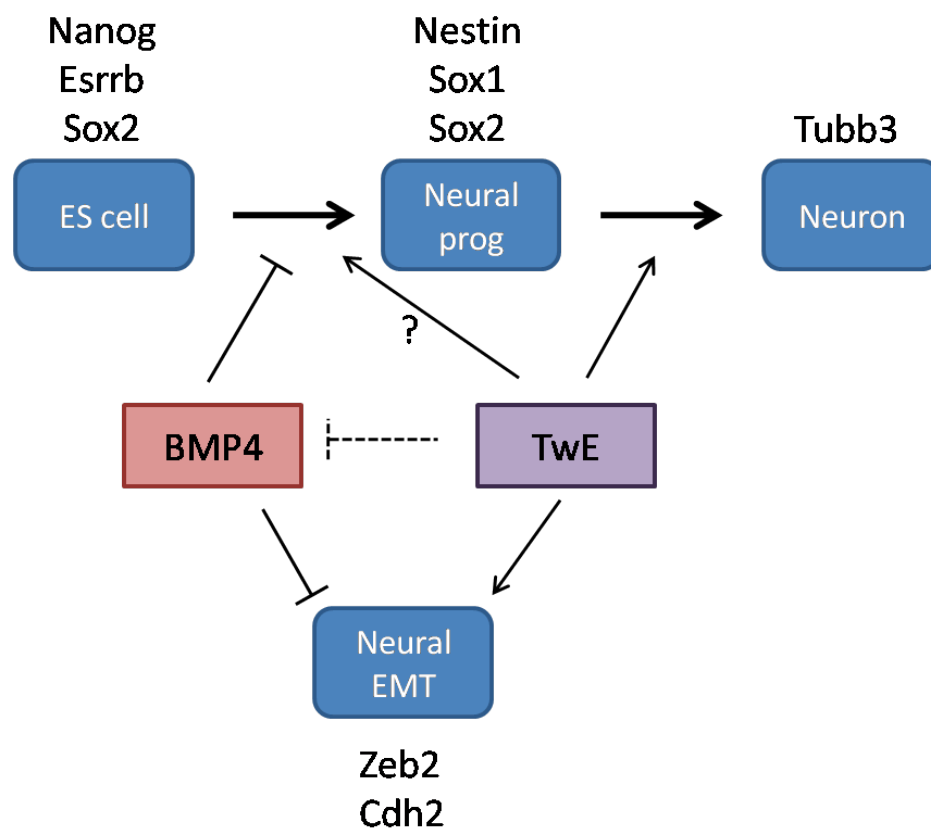 Nanog
Esrrb
Sox2
Nestin
Sox1
Sox2
Tubb3
ES cell
Neural
prog
Neuron
?
BMP4
TwE
Neural
EMT
Zeb2
Cdh2